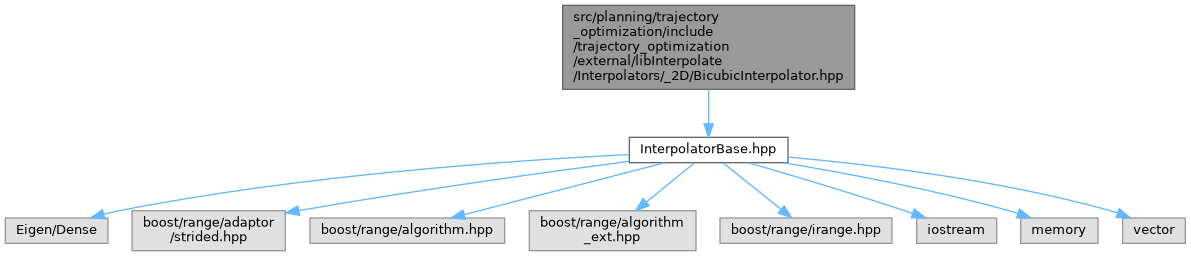 src/planning/trajectory
_optimization/include
/trajectory_optimization
/external/libInterpolate
/Interpolators/_2D/BicubicInterpolator.hpp
InterpolatorBase.hpp
Eigen/Dense
boost/range/adaptor
/strided.hpp
boost/range/algorithm.hpp
boost/range/algorithm
_ext.hpp
boost/range/irange.hpp
iostream
memory
vector